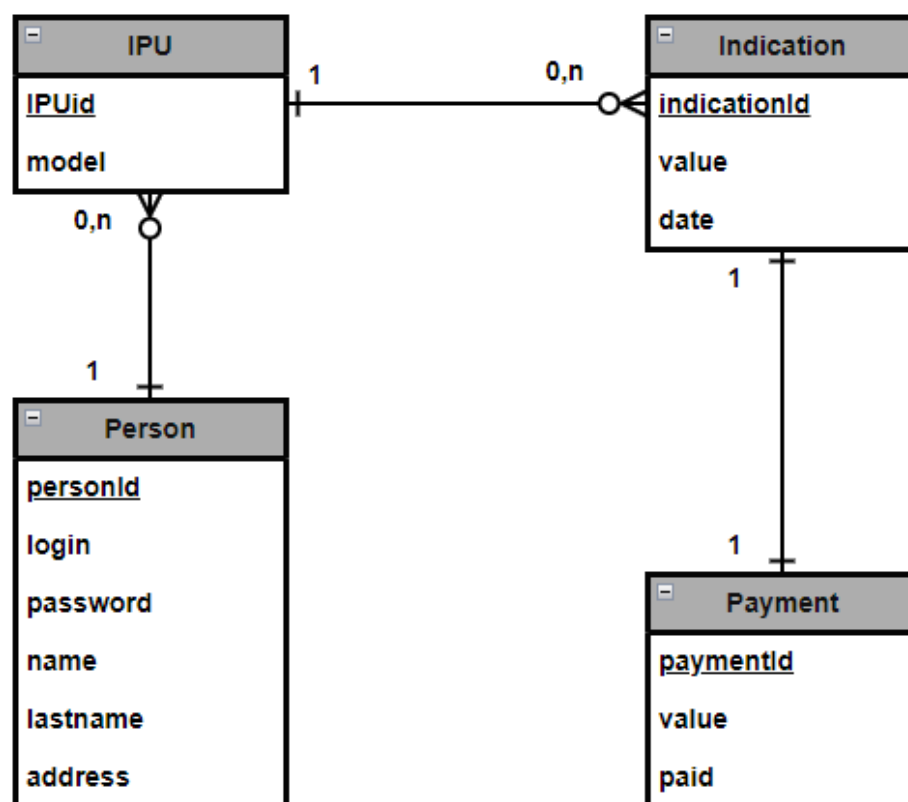 IPU
IPUid
model
1
0,n
Indication
indicationId
value
date
0,n
1
1
1
Person
personId
login
password
name
lastname
address
Payment
paymentId
value
paid